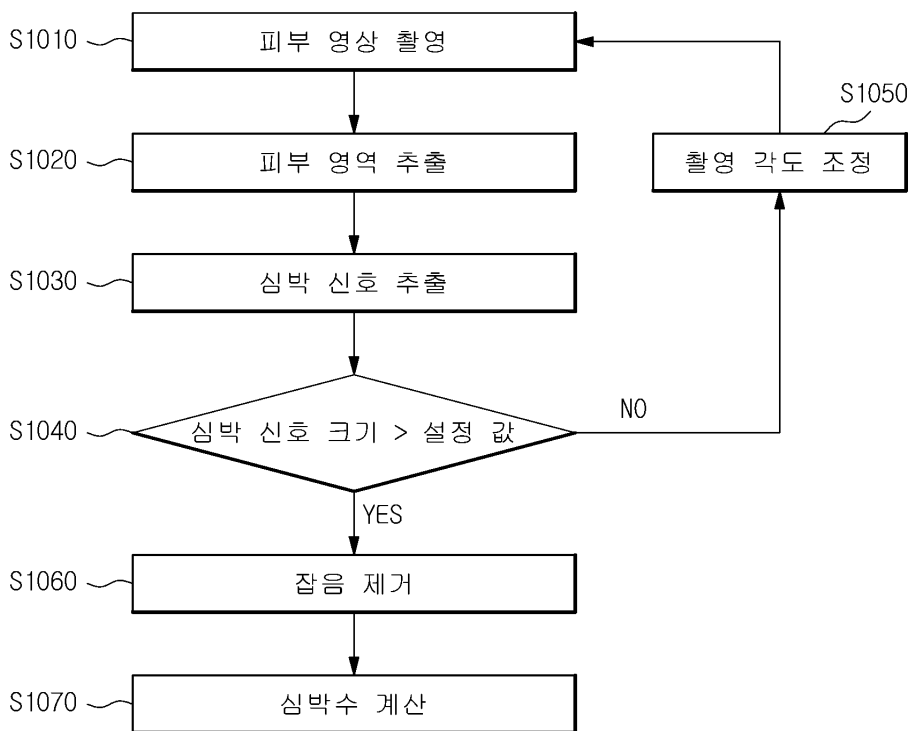 S1010 피부 영상 촬영
S1050
S1020 피부 영역 추출 촬영 각도 조정
S1030 심박 신호 추출
NO
S1040 심박 신호 크기 > 설정 값
YES
S1060 잡음 제거
S1070 심박수 계산